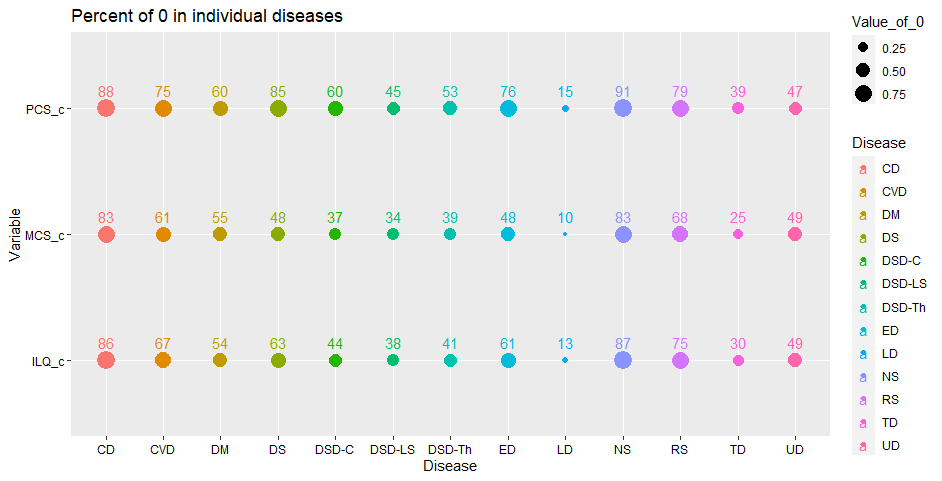 Percent of 0 in individual diseases
Variable
PCS_c
88 75 60 85 60 45 53 76 15 91 79 39 47
MCS_c
83 61 55 48 37 34 39 48 10 83 68 25 49
ILQ_c
86 67 54 63 44 38 41 61 13 87 75 30 49
CD CVD DM DS DSD-C DSD-LS DSD-Th ED LD NS RS TD UD
Disease
Value_of_0
0.25
0.50
0.75
Disease
a CD
a CVD
a DM
a DS
a DSD-C
a DSD-LS
a DSD-Th
a ED
a LD
a NS
a RS
a TD
a UD